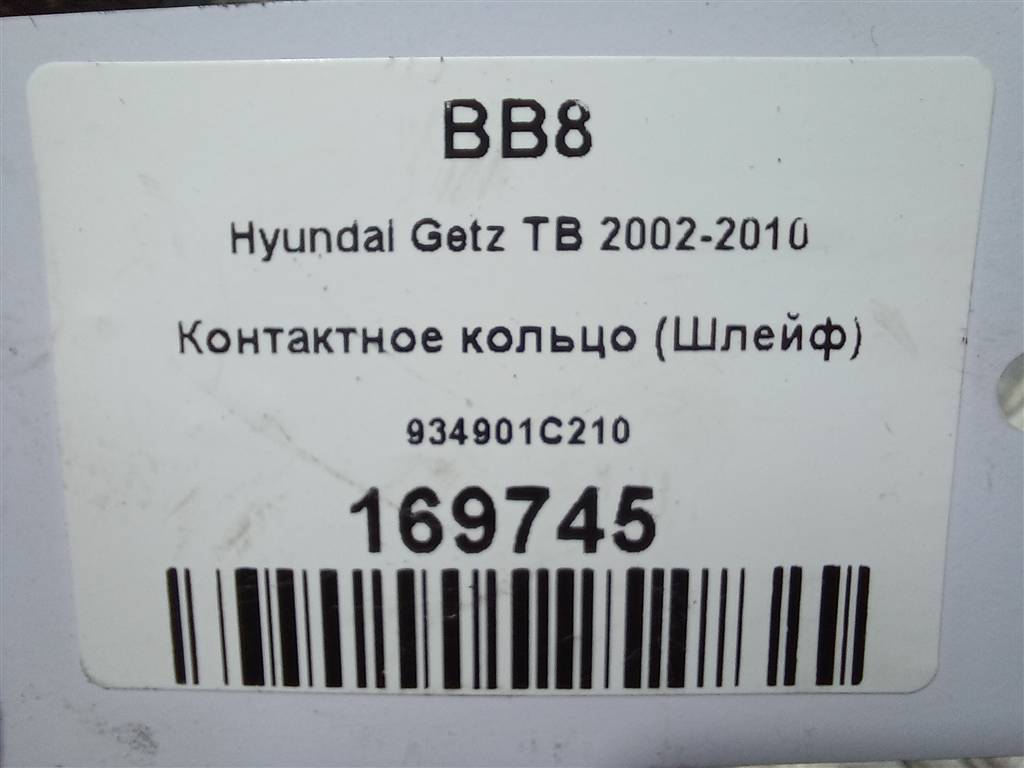 BB8
Hyundai Getz TB 2002-2010
Контактное кольцо (Шлейф)
934901C210
169745